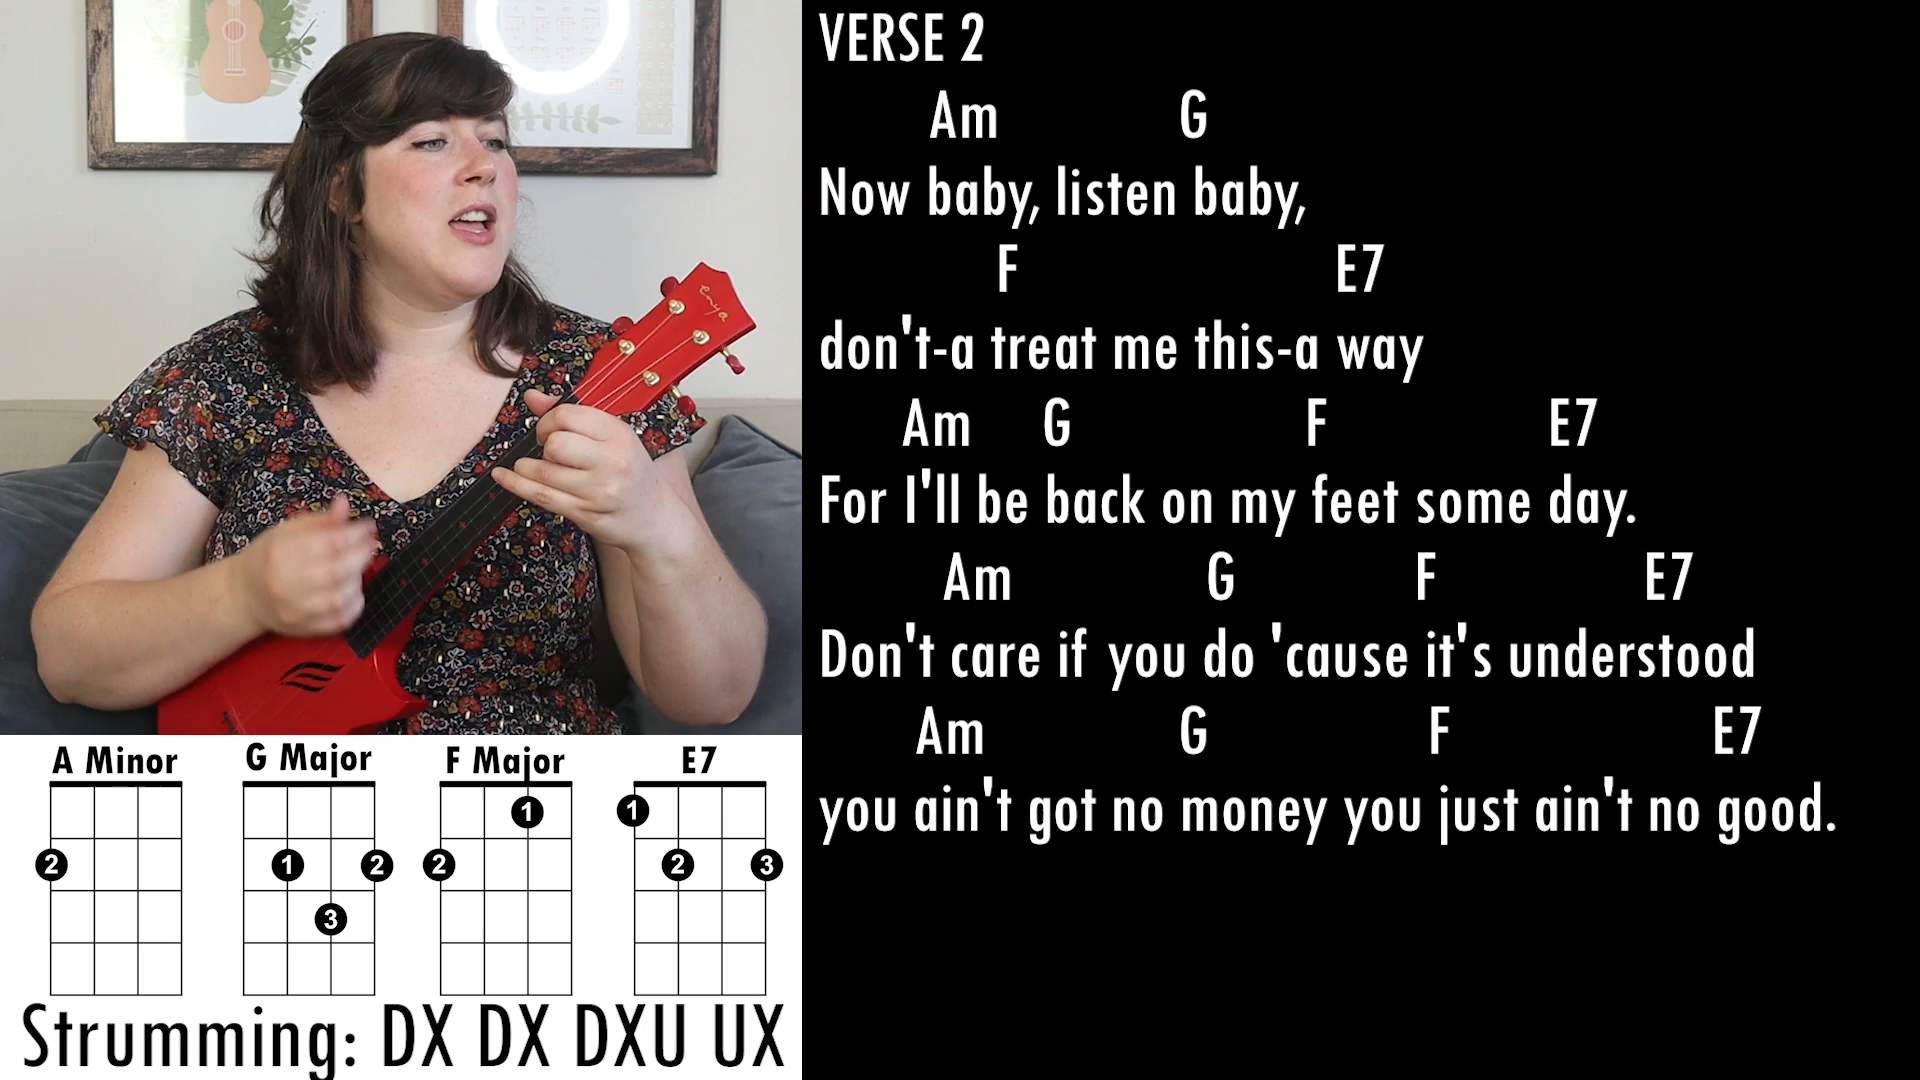 VERSE 2
Am G
Now baby, listen baby,
F E7
don't-a treat me this-a way
Am G F E7
For I'll be back on my feet some day.
Am G F E7
Don't care if you do 'cause it's understood
Am G F E7
you ain't got no money you just ain't no good.
enya
A Minor G Major F Major E7
1 1
2 1 2 2 2 3
3
Strumming: DX DX DXU UX